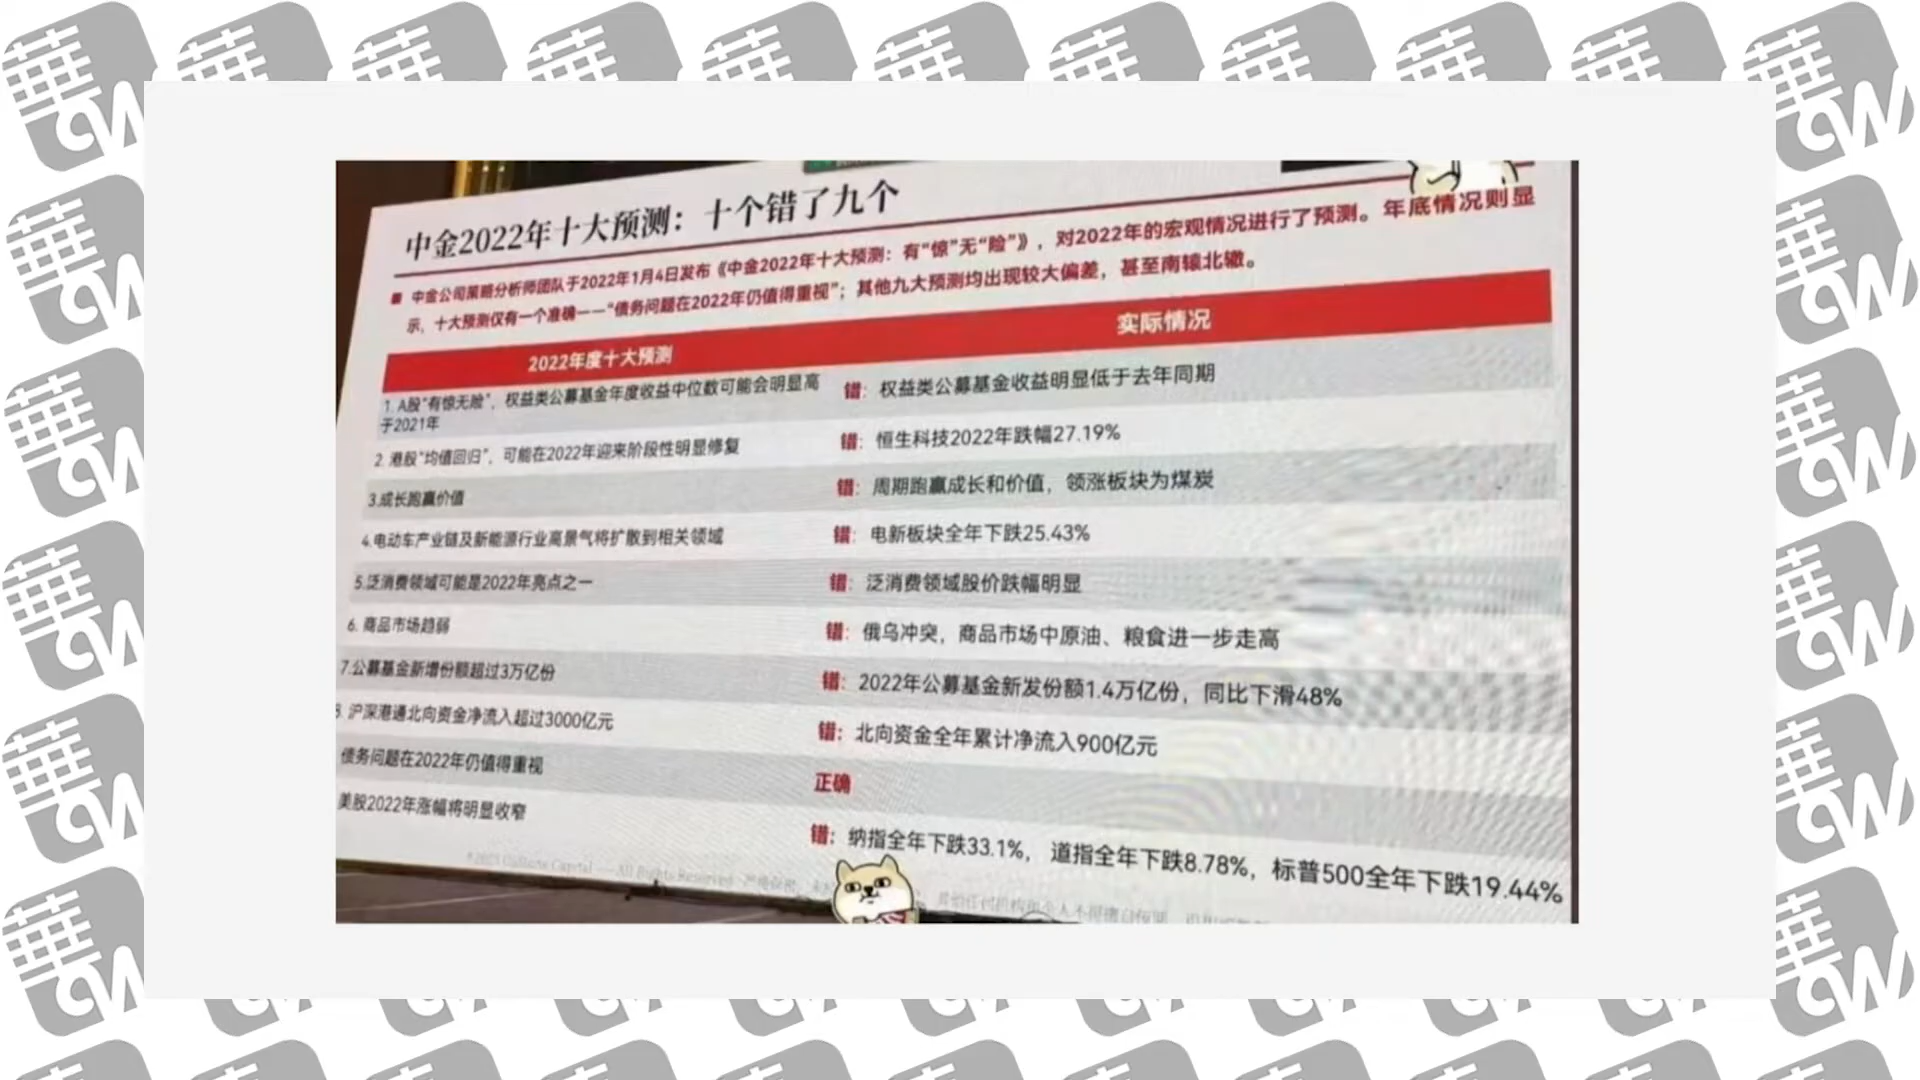 中金2022年十大预测：十个错了九个
■ 中金公司策略分析师团队于2022年1月4日发布《中金2022年十大预测：有“惊”无“险”》，对2022年的宏观情况进行了预测。年底情况则显
示，十大预测仅有一个准确——“债务问题在2022年仍值得重视”；其他九大预测均出现较大偏差，甚至南辕北辙。
2022年度十大预测
实际情况
1. A股“有惊无险”，权益类公募基金年度收益中位数可能会明显高
于2021年
错：权益类公募基金收益明显低于去年同期
2. 港股“均值回归”，可能在2022年迎来阶段性明显修复
错：恒生科技2022年跌幅27.19%
3.成长跑赢价值
错：周期跑赢成长和价值，领涨板块为煤炭
4.电动车产业链及新能源行业高景气将扩散到相关领域
错：电新板块全年下跌25.43%
5.泛消费领域可能是2022年亮点之一
错：泛消费领域股价跌幅明显
6. 商品市场趋弱
错：俄乌冲突，商品市场中原油、粮食进一步走高
7.公募基金新增份额超过3万亿份
错：2022年公募基金新发份额1.4万亿份，同比下滑48%
8. 沪深港通北向资金净流入超过3000亿元
错：北向资金全年累计净流入900亿元
债务问题在2022年仍值得重视
正确
美股2022年涨幅将明显收窄
错：纳指全年下跌33.1%， 道指全年下跌8.78%，标普500全年下跌19.44%
All Rights Reserved